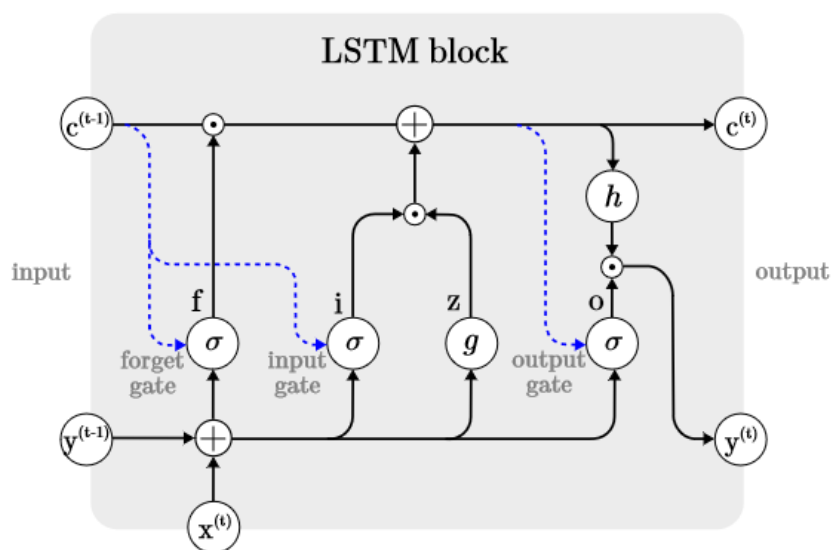 LSTM block
c⁽ᵗ⁻¹⁾
c⁽ᵗ⁾
h
input
output
f
i
z
o
σ
σ
g
σ
forget
gate
input
gate
output
gate
y⁽ᵗ⁻¹⁾
y⁽ᵗ⁾
x⁽ᵗ⁾